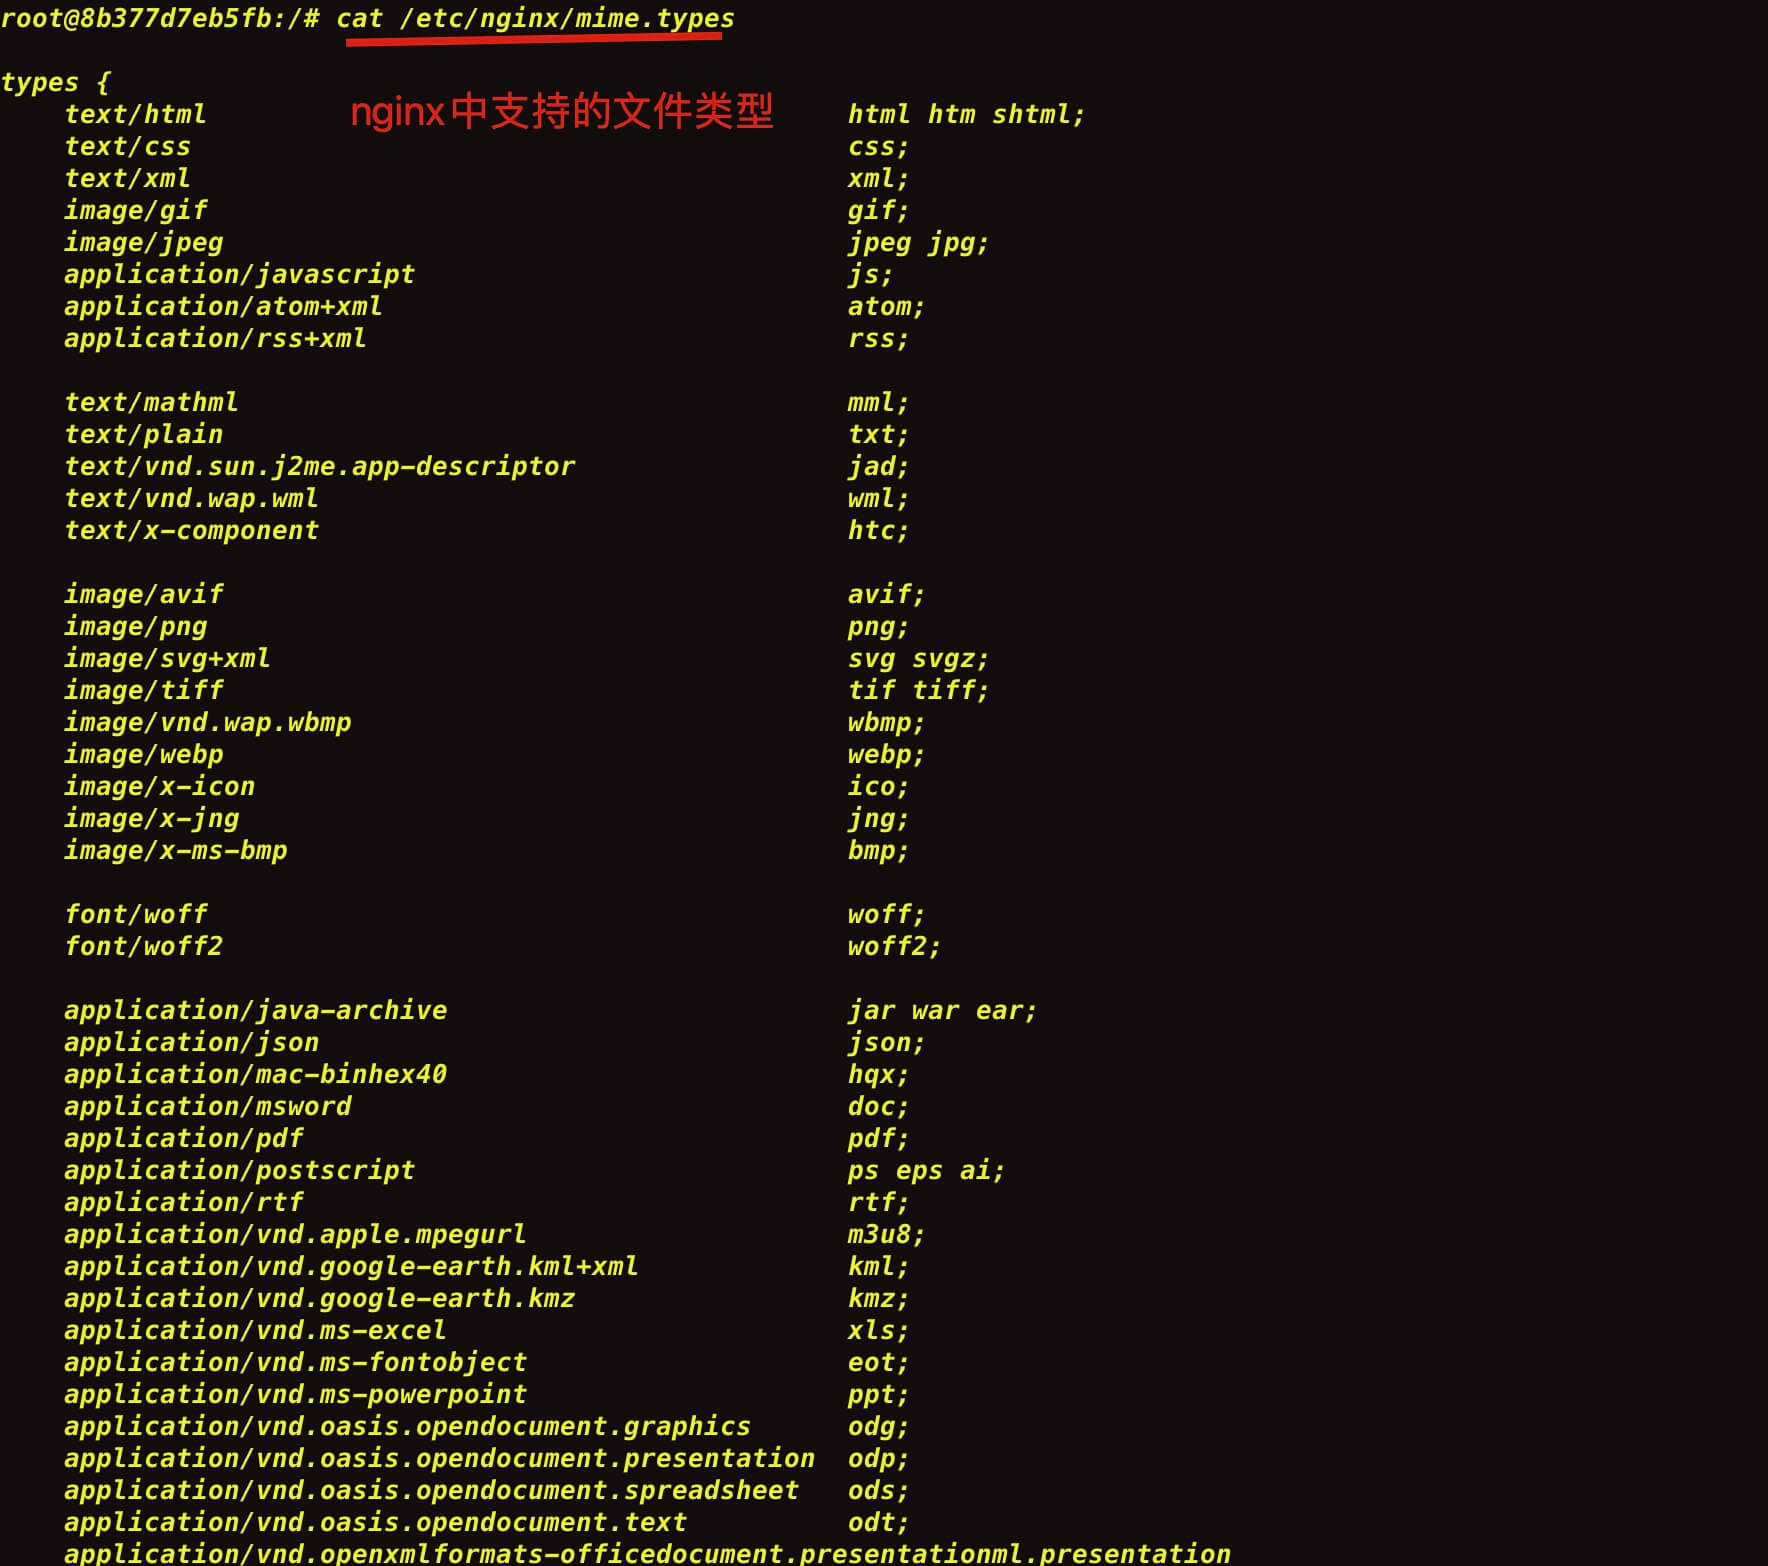 root@8b377d7eb5fb:/# cat /etc/nginx/mime.types
types {
nginx中支持的文件类型
text/html html htm shtml;
text/css css;
text/xml xml;
image/gif gif;
image/jpeg jpeg jpg;
application/javascript js;
application/atom+xml atom;
application/rss+xml rss;
text/mathml mml;
text/plain txt;
text/vnd.sun.j2me.app-descriptor jad;
text/vnd.wap.wml wml;
text/x-component htc;
image/avif avif;
image/png png;
image/svg+xml svg svgz;
image/tiff tif tiff;
image/vnd.wap.wbmp wbmp;
image/webp webp;
image/x-icon ico;
image/x-jng jng;
image/x-ms-bmp bmp;
font/woff woff;
font/woff2 woff2;
application/java-archive jar war ear;
application/json json;
application/mac-binhex40 hqx;
application/msword doc;
application/pdf pdf;
application/postscript ps eps ai;
application/rtf rtf;
application/vnd.apple.mpegurl m3u8;
application/vnd.google-earth.kml+xml kml;
application/vnd.google-earth.kmz kmz;
application/vnd.ms-excel xls;
application/vnd.ms-fontobject eot;
application/vnd.ms-powerpoint ppt;
application/vnd.oasis.opendocument.graphics odg;
application/vnd.oasis.opendocument.presentation odp;
application/vnd.oasis.opendocument.spreadsheet ods;
application/vnd.oasis.opendocument.text odt;
application/vnd.openxmlformats-officedocument.presentationml.presentation